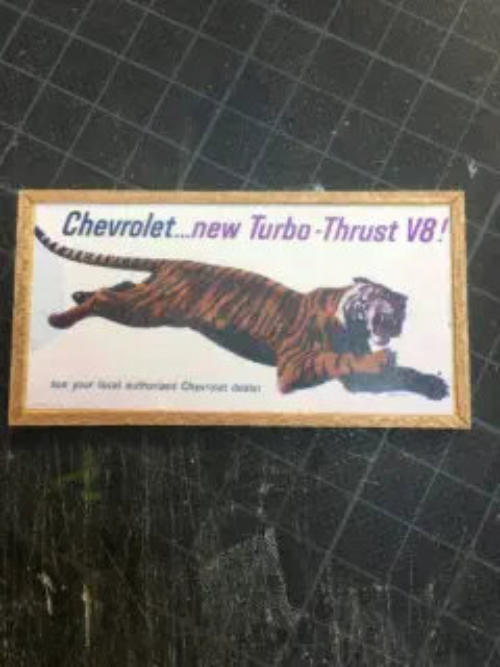 Chevrolet...new Turbo-Thrust V8!
see your local authorized Chevrolet dealer